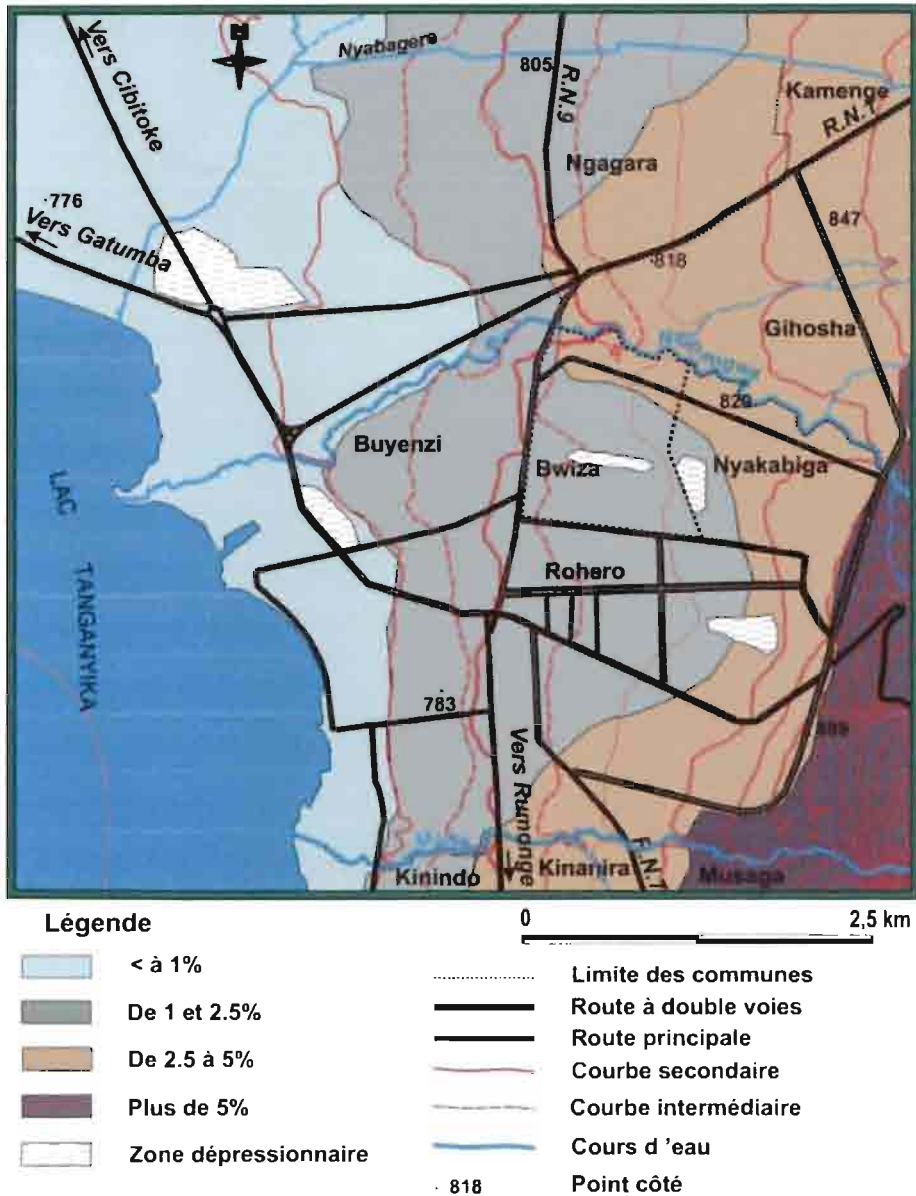 N
Vers Cibitoke
Nyabagere
805
R.N.9
Kamenge
R.N.1
Ngagara
·776
Vers Gatumba
847
·818
Gihosha
829
Buyenzi
Bwiza
Nyakabiga
LAC
TANGANYIKA
Rohero
783
Vers Rumonge
Kinindo
Kinanira
Musaga
Légende
0
2,5 km
< à 1%
De 1 et 2.5%
De 2.5 à 5%
Plus de 5%
Zone dépressionnaire
Limite des communes
Route à double voies
Route principale
Courbe secondaire
Courbe intermédiaire
Cours d 'eau
· 818
Point côté